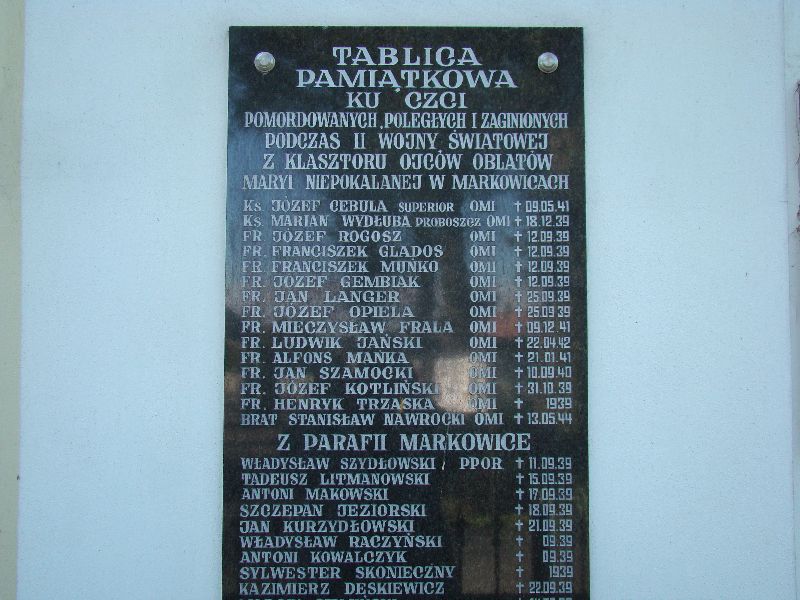 TABLICA
PAMIĄTKOWA
KU CZCI
POMORDOWANYCH, POLEGŁYCH I ZAGINIONYCH
PODCZAS II WOJNY ŚWIATOWEJ
Z KLASZTORU OJCÓW OBLATÓW
MARYI NIEPOKALANEJ W MARKOWICACH
KS. JÓZEF CEBULA SUPERIOR OMI † 09.05.41
KS. MARIAN WYDŁUBA PROBOSZCZ OMI † 18.12.39
FR. JÓZEF ROGOSZ OMI † 12.09.39
FR. FRANCISZEK GLADOS OMI † 12.09.39
FR. FRANCISZEK MUŃKO OMI † 12.09.39
FR. JÓZEF GEMBIAK OMI † 12.09.39
FR. JAN LANGER OMI † 25.09.39
FR. JÓZEF OPIELA OMI † 25.09.39
FR. MIECZYSŁAW FRALA OMI † 09.12.41
FR. LUDWIK JAŃSKI OMI † 22.04.42
FR. ALFONS MAŃKA OMI † 21.01.41
FR. JAN SZAMOCKI OMI † 10.09.40
FR. JÓZEF KOTLIŃSKI OMI † 31.10.39
FR. HENRYK TRZASKA OMI † 1939
BRAT STANISŁAW NAWROCKI OMI † 13.05.44
Z PARAFII MARKOWICE
WŁADYSŁAW SZYDŁOWSKI / PPOR † 11.09.39
TADEUSZ LITMANOWSKI † 15.09.39
ANTONI MAKOWSKI † 17.09.39
SZCZEPAN JEZIORSKI † 18.09.39
JAN KURZYDŁOWSKI † 21.09.39
WŁADYSŁAW RACZYŃSKI † 09.39
ANTONI KOWALCZYK † 09.39
SYLWESTER SKONIECZNY † 1939
KAZIMIERZ DĘSKIEWICZ † 22.09.39